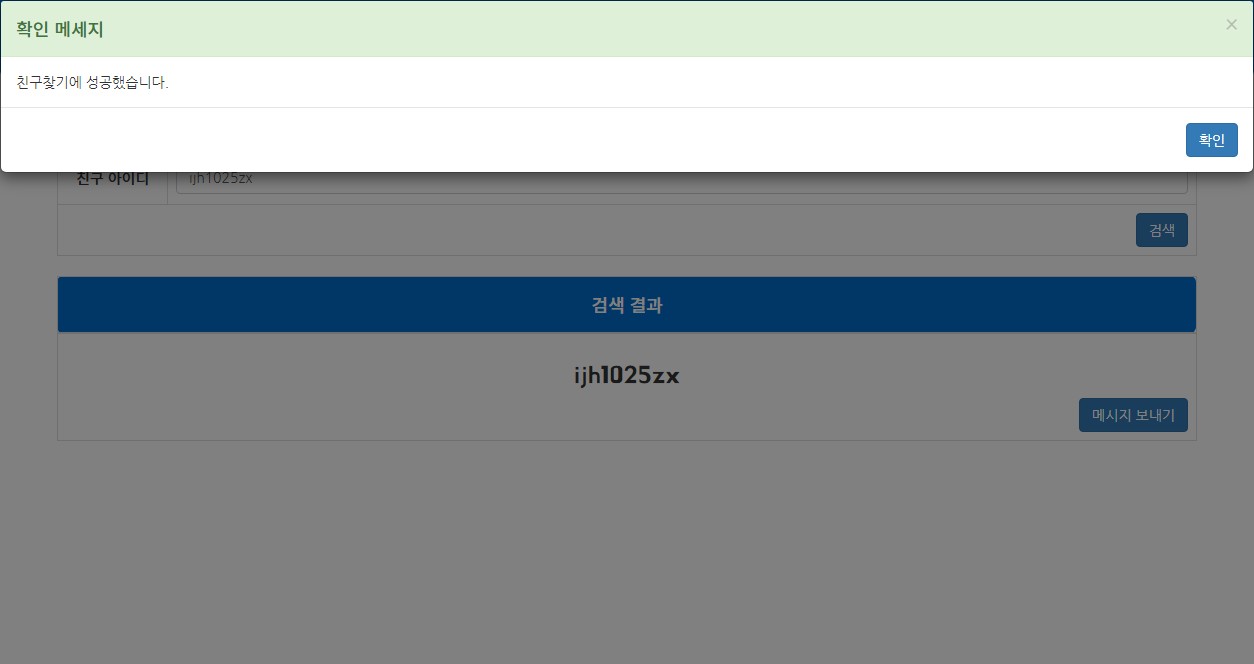 확인 메세지
×
친구찾기에 성공했습니다.
확인
친구 아이디
ijh1025zx
검색
검색 결과
ijh1025zx
메시지 보내기